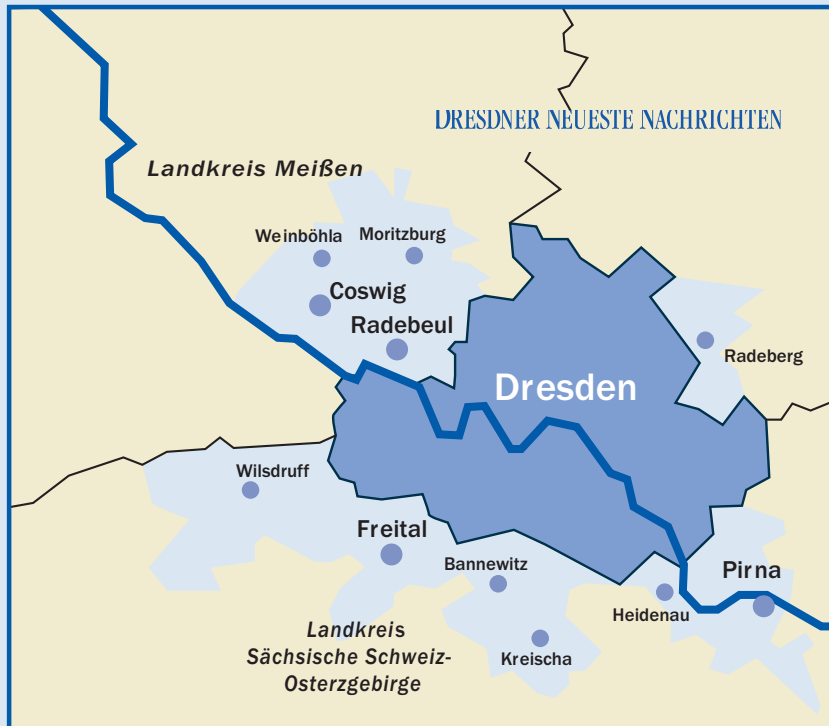 DRESDNER NEUESTE NACHRICHTEN
Landkreis Meißen
Weinböhla
Moritzburg
Coswig
Radebeul
Radeberg
Dresden
Wilsdruff
Freital
Bannewitz
Pirna
Heidenau
Kreischa
Landkreis
Sächsische Schweiz-
Osterzgebirge